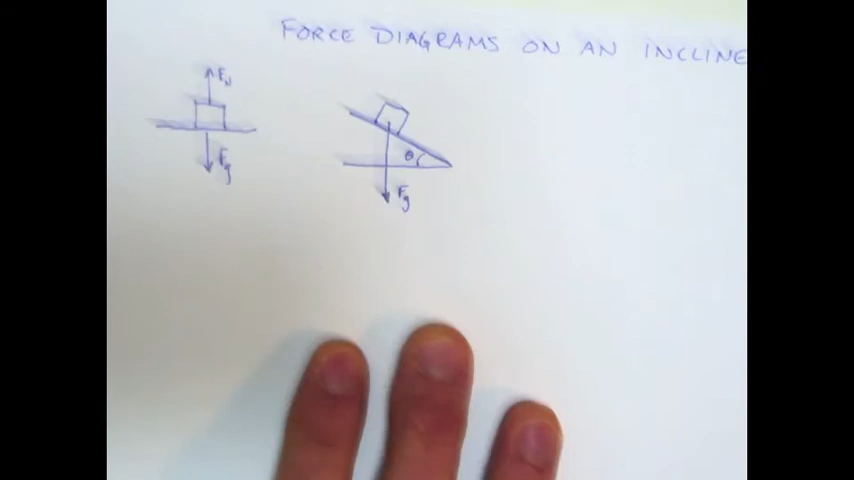 FORCE DIAGRAMS ON AN INCLINE
FN
Fg
θ
Fg